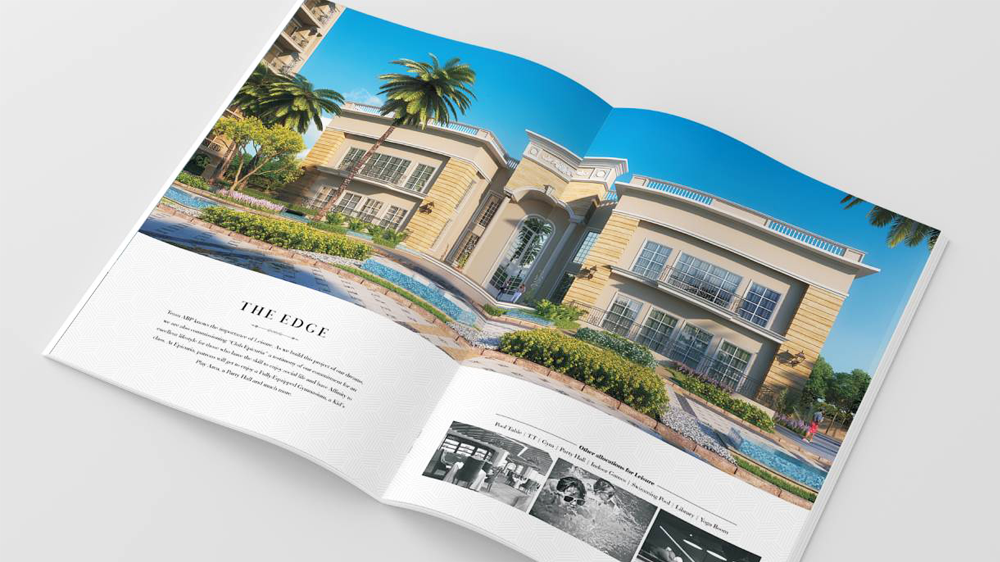 THE EDGE
Team ABP knows the importance of Leisure. As we build this project of our dreams,
we are also commissioning "Club Epicuria" a testimony of our commitment for an
excellent lifestyle for those who have the skill to enjoy social life and have Affinity to
class. At Epicuria, patrons will get to enjoy a Fully Equipped Gymnasium, a Kid's
Play Area, a Party Hall and much more.
Other allocations for Leisure
Pool Table | TT | Gym | Party Hall | Indoor Games | Swimming Pool | Library | Yoga Room